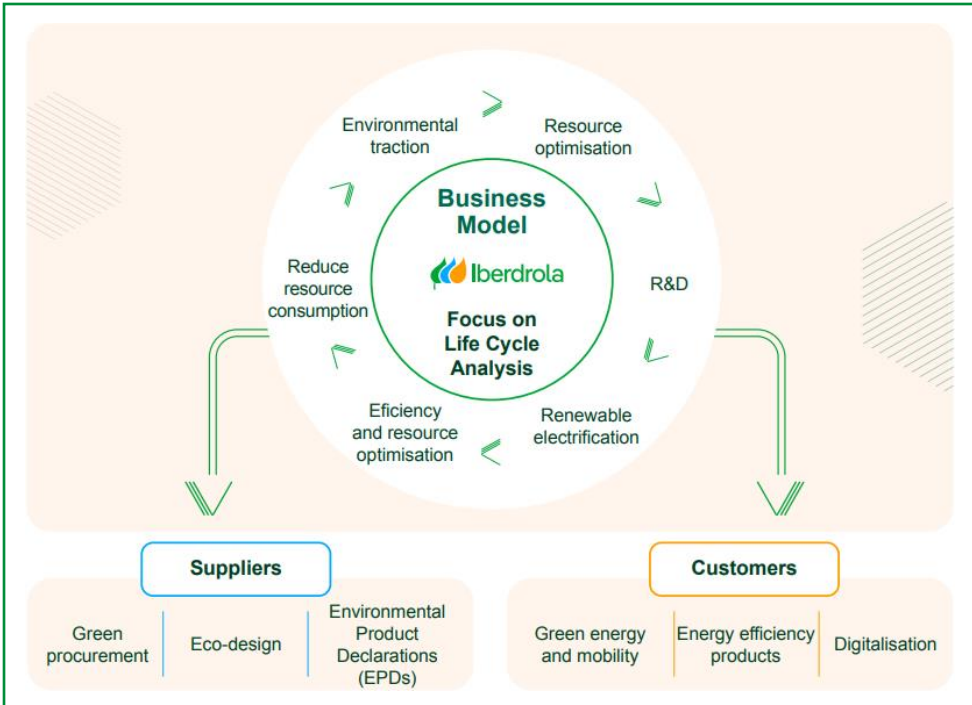 Environmental
traction
Resource
optimisation
Business
Model
Iberdrola
Focus on
Life Cycle
Analysis
Reduce
resource
consumption
R&D
Eficiency
and resource
optimisation
Renewable
electrification
Suppliers
Green
procurement
Eco-design
Environmental
Product
Declarations
(EPDs)
Customers
Green energy
and mobility
Energy efficiency
products
Digitalisation